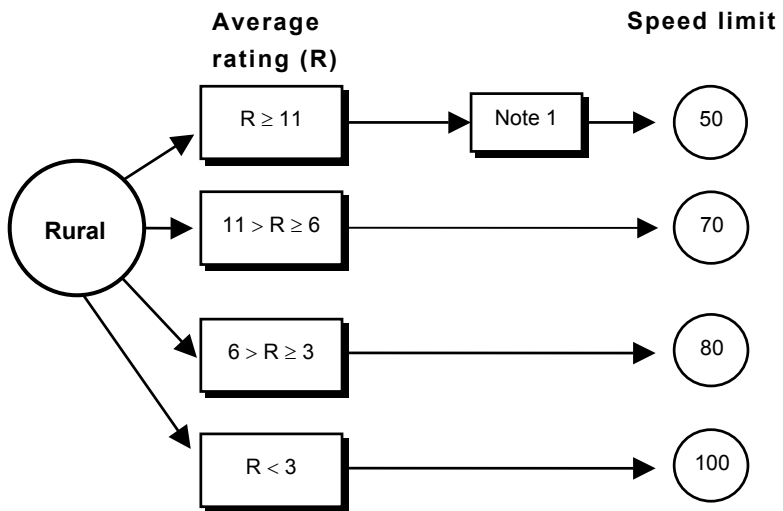 Average
rating (R)
Speed limit
R ≥ 11
Note 1
50
Rural
11 > R ≥ 6
70
6 > R ≥ 3
80
R < 3
100